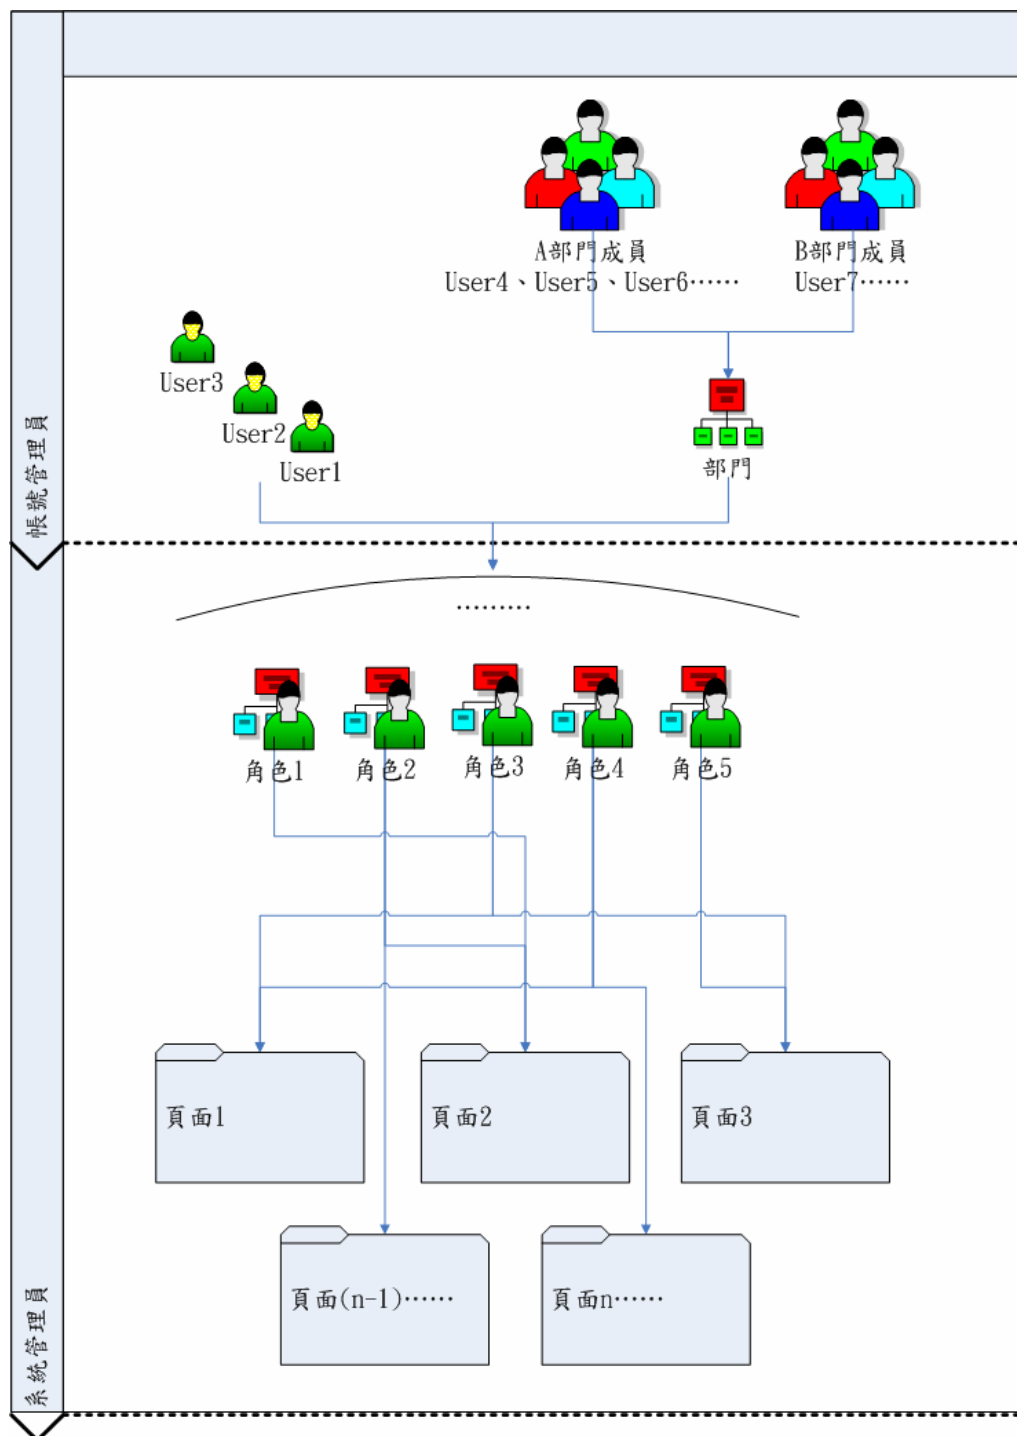 A部門成員
User4、User5、User6……
B部門成員
User7……
User3
User2
User1
部門
帳號管理員
………
角色1
角色2
角色3
角色4
角色5
頁面1
頁面2
頁面3
頁面(n-1)……
頁面n……
系統管理員